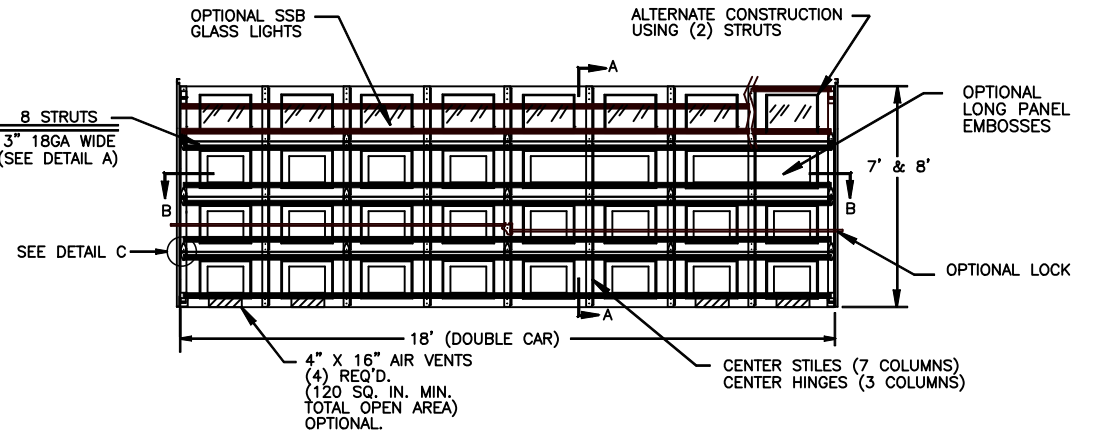 OPTIONAL SSB
GLASS LIGHTS
ALTERNATE CONSTRUCTION
USING (2) STRUTS
A
OPTIONAL
LONG PANEL
EMBOSSES
8 STRUTS
3" 18GA WIDE
(SEE DETAIL A)
7' & 8'
B
B
SEE DETAIL C
OPTIONAL LOCK
A
18' (DOUBLE CAR)
4" X 16" AIR VENTS
(4) REQ'D.
(120 SQ. IN. MIN.
TOTAL OPEN AREA)
OPTIONAL.
CENTER STILES (7 COLUMNS)
CENTER HINGES (3 COLUMNS)